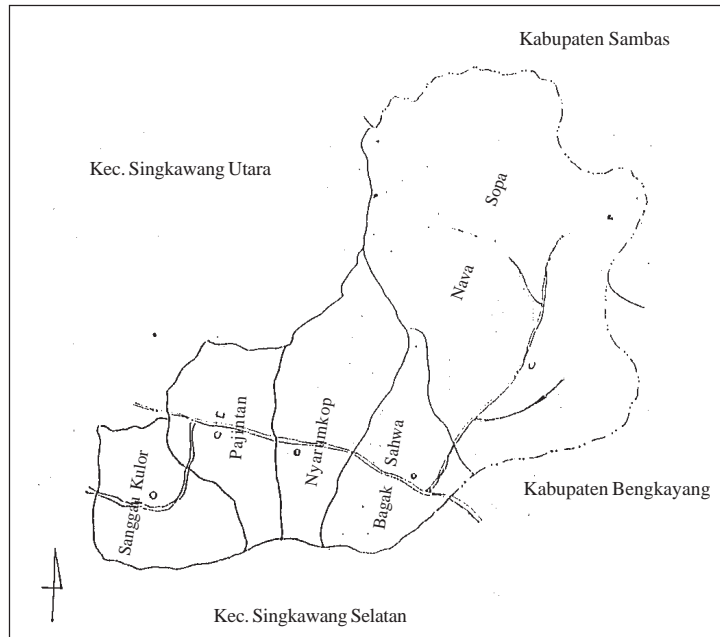 Kabupaten Sambas
Kec. Singkawang Utara
Sopa
Nava
Pajintan
Nyarumkop
Sahwa
Bagak
Sanggau Kulor
Kabupaten Bengkayang
Kec. Singkawang Selatan